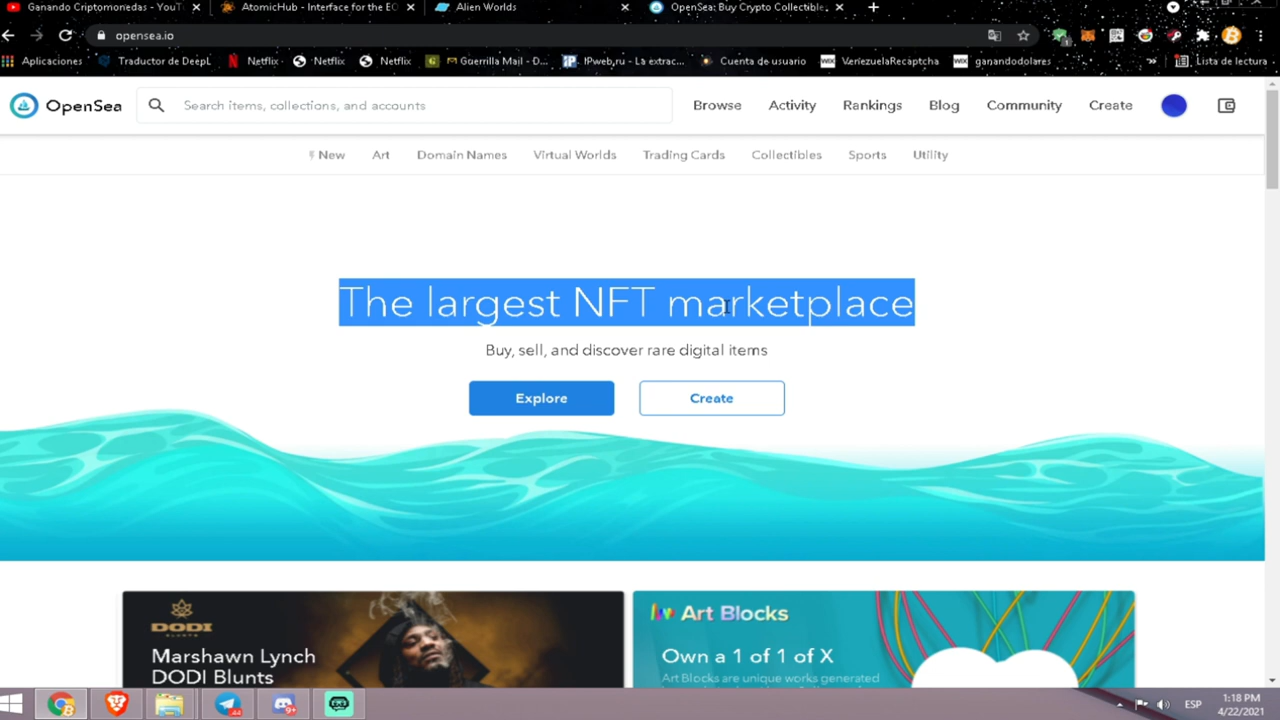 Ganando Criptomonedas - YouT
AtomicHub - Interface for the EO
Alien Worlds
OpenSea: Buy Crypto Collectible,
opensea.io
Aplicaciones
Traductor de DeepL
Netflix
Netflix
Netflix
Guerrilla Mail - D...
IPweb.ru - La extrac...
Cuenta de usuario
VenezuelaRecaptcha
ganandodolares
Lista de lectura
OpenSea
Search items, collections, and accounts
Browse
Activity
Rankings
Blog
Community
Create
New
Art
Domain Names
Virtual Worlds
Trading Cards
Collectibles
Sports
Utility
The largest NFT marketplace
Buy, sell, and discover rare digital items
Explore
Create
DODI
BLUNTS
Marshawn Lynch
DODI Blunts
Art Blocks
Own a 1 of 1 of X
Art Blocks are unique works generated
ESP
1:18 PM
4/22/2021